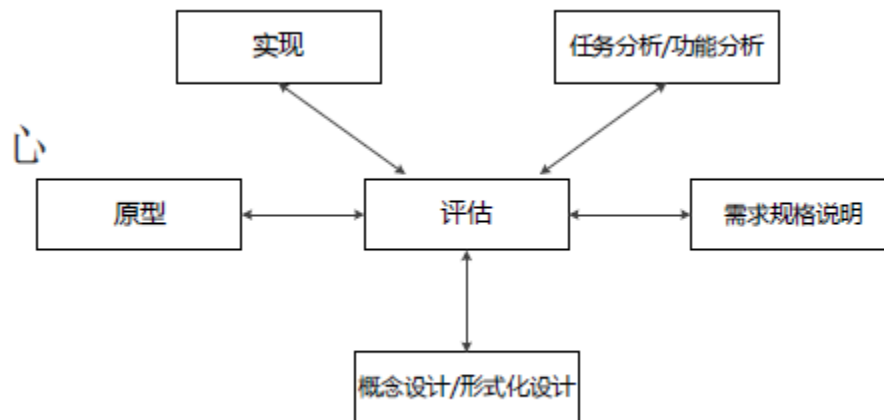 实现
任务分析/功能分析
心
原型
评估
需求规格说明
概念设计/形式化设计